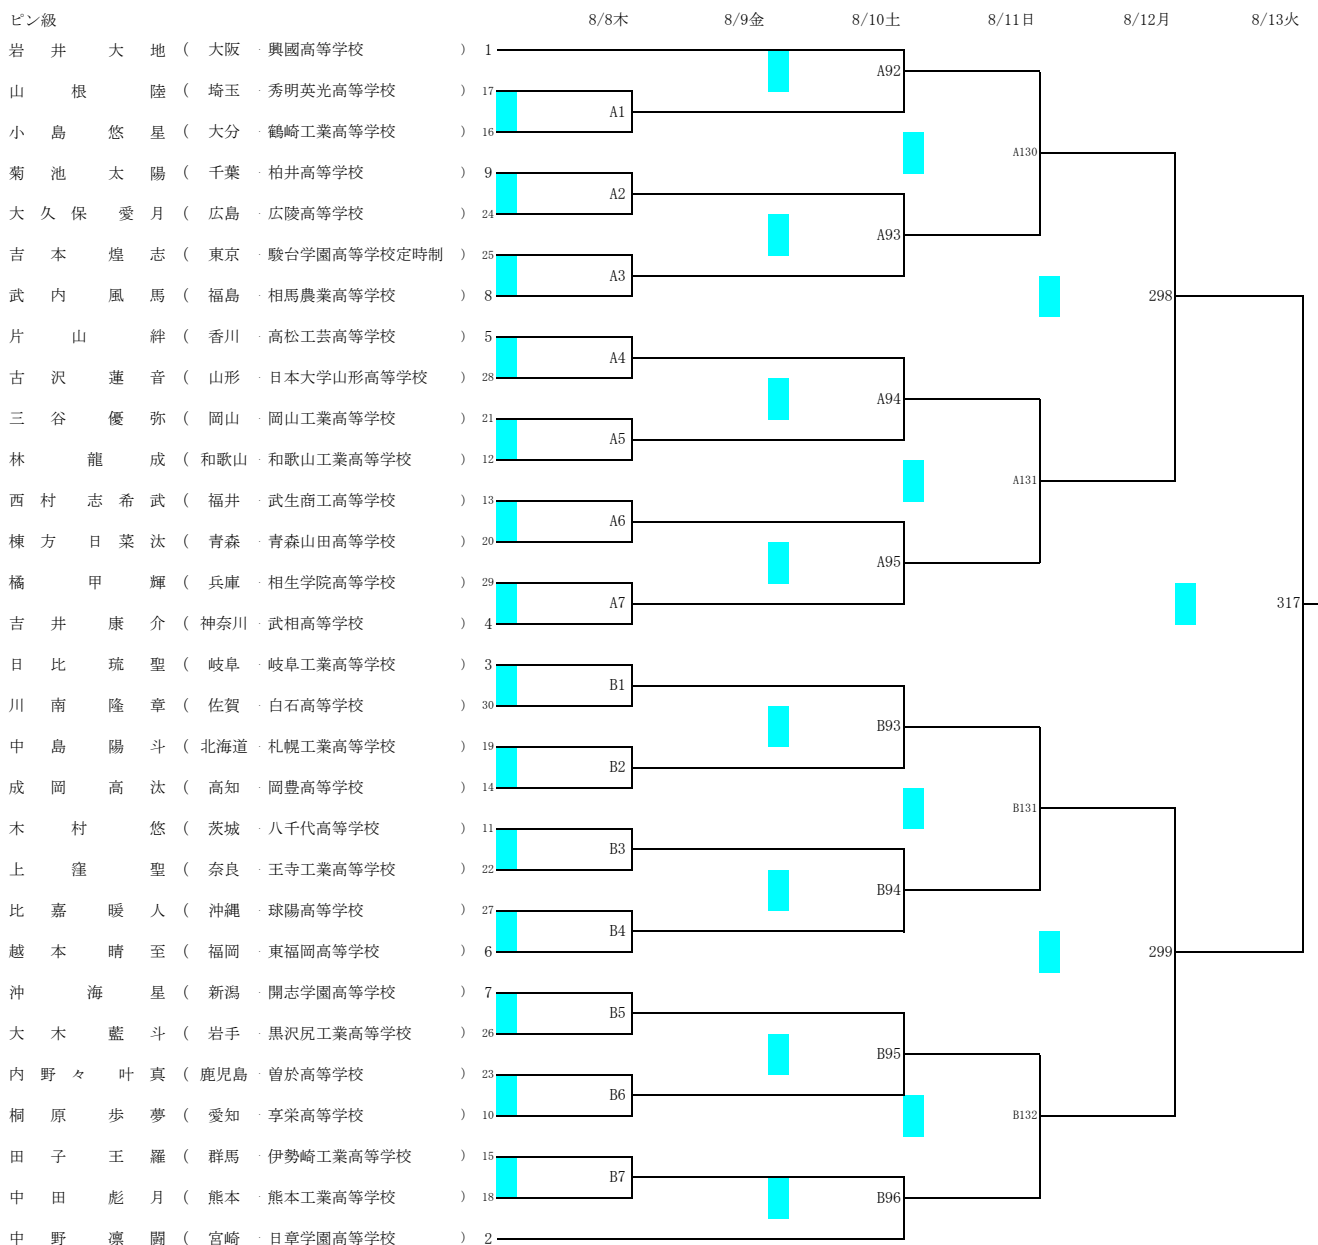 ピン級 8/8木 8/9金 8/10土 8/11日 8/12月 8/13火
岩井 大地 ( 大阪 · 興國高等学校 ) 1
A92
山根 陸 ( 埼玉 · 秀明英光高等学校 ) 17
A1
小島 悠星 ( 大分 · 鶴崎工業高等学校 ) 16
A130
菊池 太陽 ( 千葉 · 柏井高等学校 ) 9
A2
大久保 愛月 ( 広島 · 広陵高等学校 ) 24
A93
吉本 煌志 ( 東京 · 駿台学園高等学校定時制 ) 25
A3
武内 風馬 ( 福島 · 相馬農業高等学校 ) 8
298
片山 絆 ( 香川 · 高松工芸高等学校 ) 5
A4
古沢 蓮音 ( 山形 · 日本大学山形高等学校 ) 28
A94
三谷 優弥 ( 岡山 · 岡山工業高等学校 ) 21
A5
林 龍成 ( 和歌山 · 和歌山工業高等学校 ) 12
A131
西村 志希武 ( 福井 · 武生商工高等学校 ) 13
A6
棟方 日菜汰 ( 青森 · 青森山田高等学校 ) 20
A95
橘 甲輝 ( 兵庫 · 相生学院高等学校 ) 29
A7 317
吉井 康介 ( 神奈川 · 武相高等学校 ) 4
日比 琉聖 ( 岐阜 · 岐阜工業高等学校 ) 3
B1
川南 隆章 ( 佐賀 · 白石高等学校 ) 30
B93
中島 陽斗 ( 北海道 · 札幌工業高等学校 ) 19
B2
成岡 高汰 ( 高知 · 岡豊高等学校 ) 14
B131
木村 悠 ( 茨城 · 八千代高等学校 ) 11
B3
上窪 聖 ( 奈良 · 王寺工業高等学校 ) 22
B94
比嘉 暖人 ( 沖縄 · 球陽高等学校 ) 27
B4
越本 晴至 ( 福岡 · 東福岡高等学校 ) 6
299
沖 海星 ( 新潟 · 開志学園高等学校 ) 7
B5
大木 藍斗 ( 岩手 · 黒沢尻工業高等学校 ) 26
B95
内野々 叶真 ( 鹿児島 · 曽於高等学校 ) 23
B6
桐原 歩夢 ( 愛知 · 享栄高等学校 ) 10
B132
田子 王羅 ( 群馬 · 伊勢崎工業高等学校 ) 15
B7
中田 彪月 ( 熊本 · 熊本工業高等学校 ) 18
B96
中野 凛闘 ( 宮崎 · 日章学園高等学校 ) 2